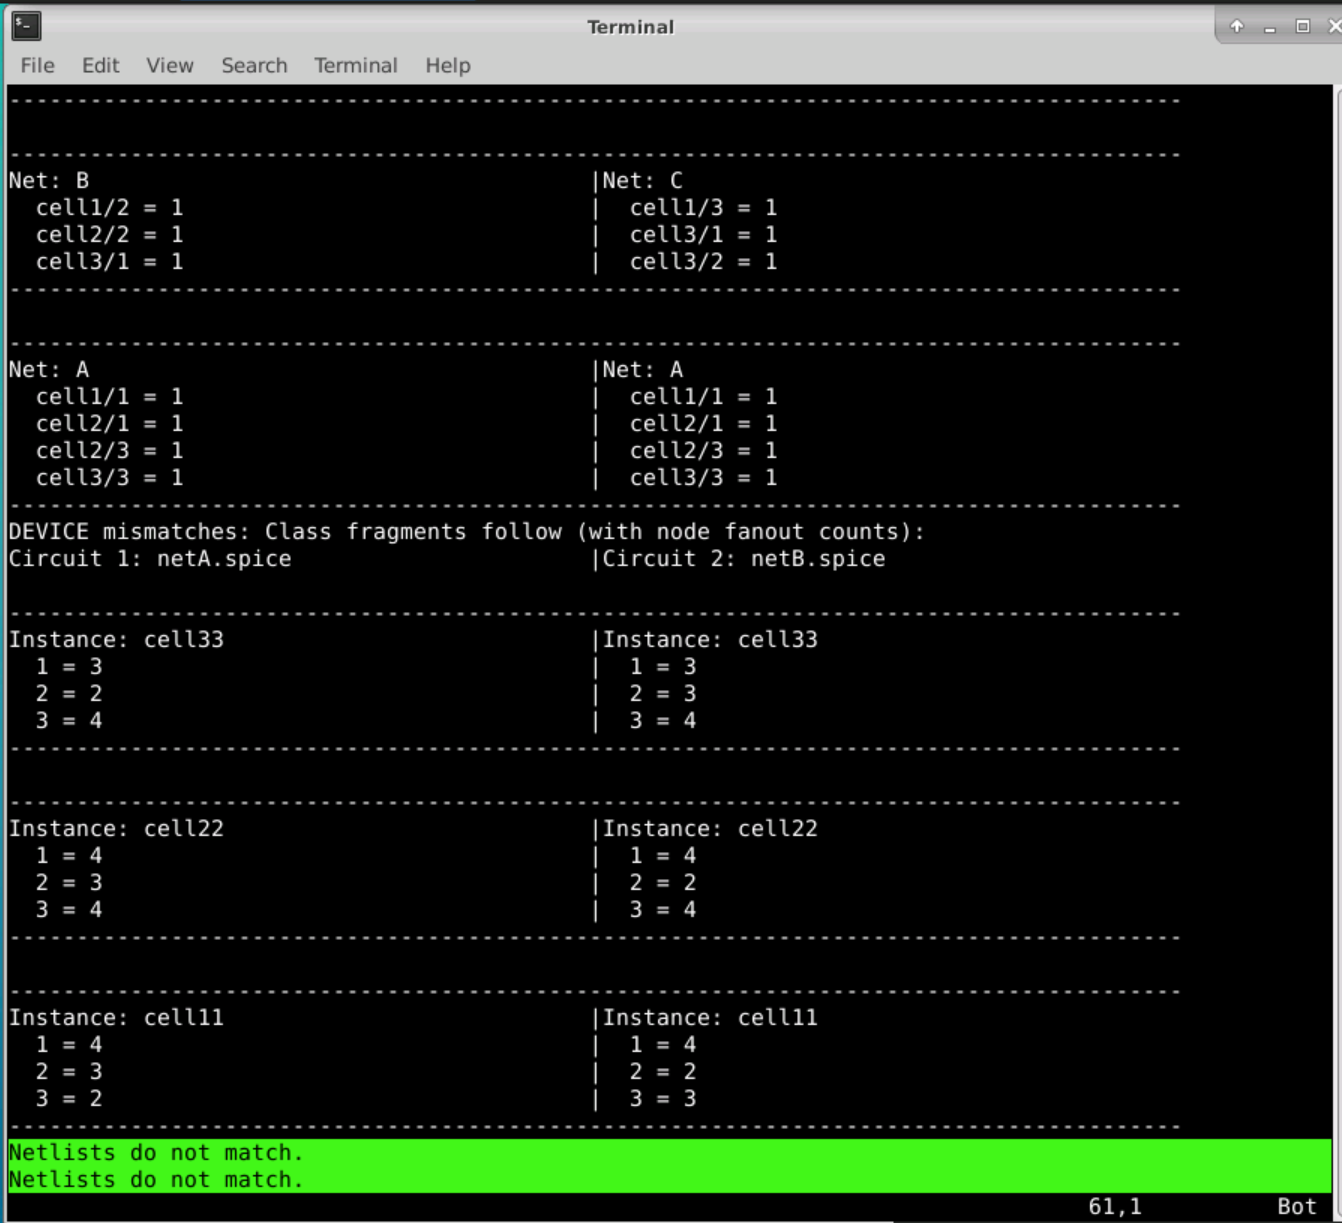 Terminal
File Edit View Search Terminal Help
---------------------------------------------------------------------------------------
---------------------------------------------------------------------------------------
Net: B                                     |Net: C
  cell1/2 = 1                              |  cell1/3 = 1
  cell2/2 = 1                              |  cell3/1 = 1
  cell3/1 = 1                              |  cell3/2 = 1
---------------------------------------------------------------------------------------
---------------------------------------------------------------------------------------
Net: A                                     |Net: A
  cell1/1 = 1                              |  cell1/1 = 1
  cell2/1 = 1                              |  cell2/1 = 1
  cell2/3 = 1                              |  cell2/3 = 1
  cell3/3 = 1                              |  cell3/3 = 1
---------------------------------------------------------------------------------------
DEVICE mismatches: Class fragments follow (with node fanout counts):
Circuit 1: netA.spice                      |Circuit 2: netB.spice
---------------------------------------------------------------------------------------
Instance: cell33                           |Instance: cell33
  1 = 3                                    |  1 = 3
  2 = 2                                    |  2 = 3
  3 = 4                                    |  3 = 4
---------------------------------------------------------------------------------------
---------------------------------------------------------------------------------------
Instance: cell22                           |Instance: cell22
  1 = 4                                    |  1 = 4
  2 = 3                                    |  2 = 2
  3 = 4                                    |  3 = 4
---------------------------------------------------------------------------------------
---------------------------------------------------------------------------------------
Instance: cell11                           |Instance: cell11
  1 = 4                                    |  1 = 4
  2 = 3                                    |  2 = 2
  3 = 2                                    |  3 = 3
---------------------------------------------------------------------------------------
Netlists do not match.
Netlists do not match.
61,1 Bot